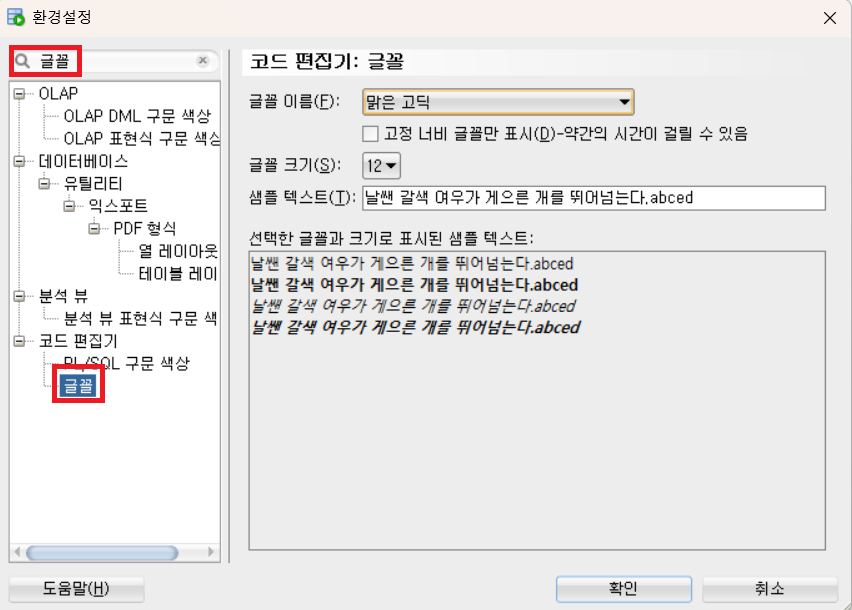 환경설정
글꼴
OLAP
OLAP DML 구문 색상
OLAP 표현식 구문 색상
데이터베이스
유틸리티
익스포트
PDF 형식
열 레이아웃
테이블 레이
분석 뷰
분석 뷰 표현식 구문 색
코드 편집기
PL/SQL 구문 색상
글꼴
코드 편집기: 글꼴
글꼴 이름(F): 맑은 고딕
고정 너비 글꼴만 표시(D)-약간의 시간이 걸릴 수 있음
글꼴 크기(S): 12
샘플 텍스트(T): 날쌘 갈색 여우가 게으른 개를 뛰어넘는다.abced
선택한 글꼴과 크기로 표시된 샘플 텍스트:
날쌘 갈색 여우가 게으른 개를 뛰어넘는다.abced
날쌘 갈색 여우가 게으른 개를 뛰어넘는다.abced
날쌘 갈색 여우가 게으른 개를 뛰어넘는다.abced
날쌘 갈색 여우가 게으른 개를 뛰어넘는다.abced
도움말(H) 확인 취소